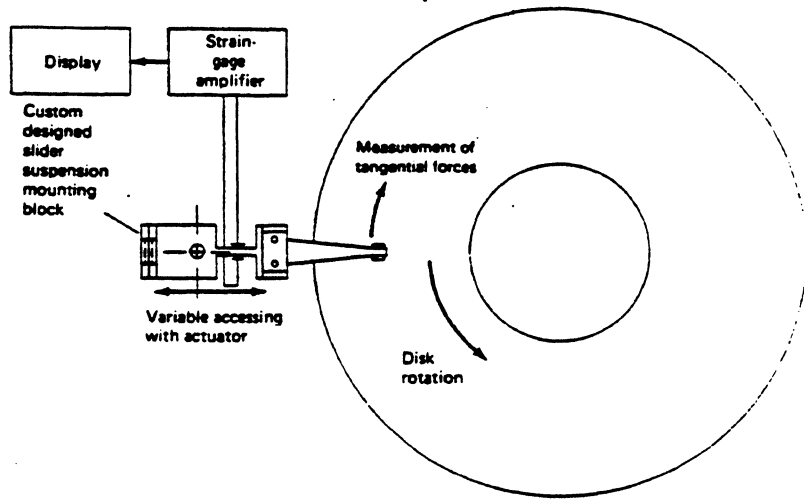 Display
Strain-
gage
amplifier
Custom
designed
slider
suspension
mounting
block
Measurement of
tangential forces
Variable accessing
with actuator
Disk
rotation